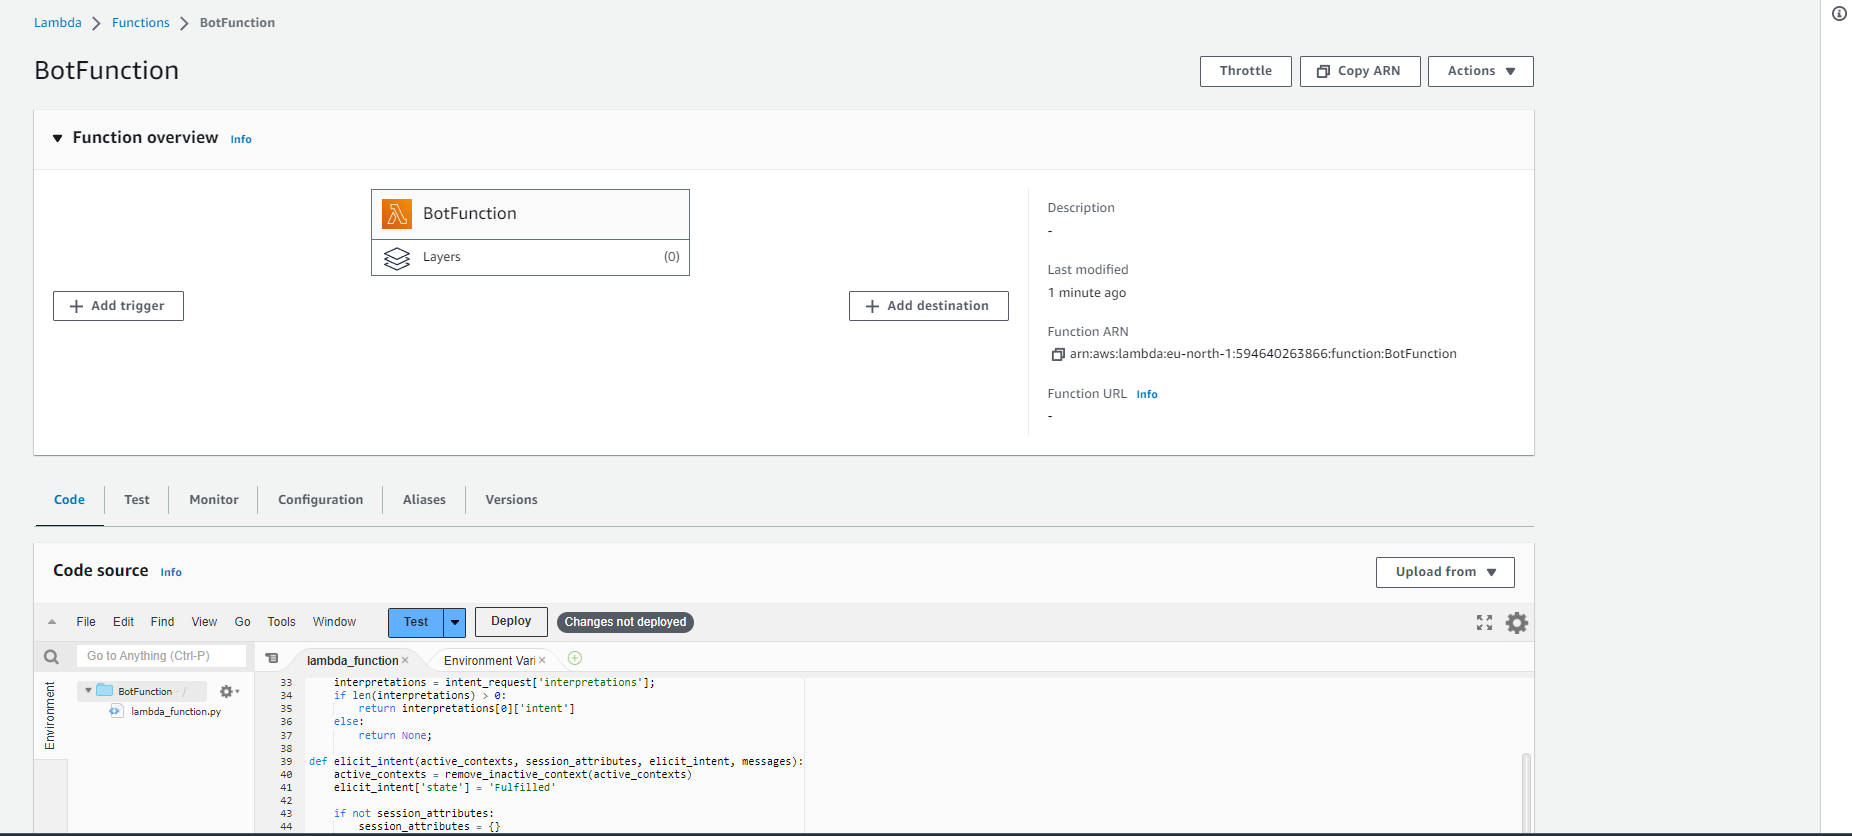 Lambda Functions BotFunction
BotFunction
Throttle Copy ARN Actions
Function overview Info
BotFunction
Layers (0)
Add trigger
Add destination
Description
-
Last modified
1 minute ago
Function ARN
arn:aws:lambda:eu-north-1:594640263866:function:BotFunction
Function URL Info
-
Code Test Monitor Configuration Aliases Versions
Code source Info
Upload from
File Edit Find View Go Tools Window Test Deploy Changes not deployed
Go to Anything (Ctrl-P)
lambda_function × Environment Vari ×
Environment
BotFunction - /
lambda_function.py
33 interpretations = intent_request['interpretations'];
34 if len(interpretations) > 0:
35 return interpretations[0]['intent']
36 else:
37 return None;
38
39 def elicit_intent(active_contexts, session_attributes, elicit_intent, messages):
40 active_contexts = remove_inactive_context(active_contexts)
41 elicit_intent['state'] = 'Fulfilled'
42
43 if not session_attributes:
44 session_attributes = {}